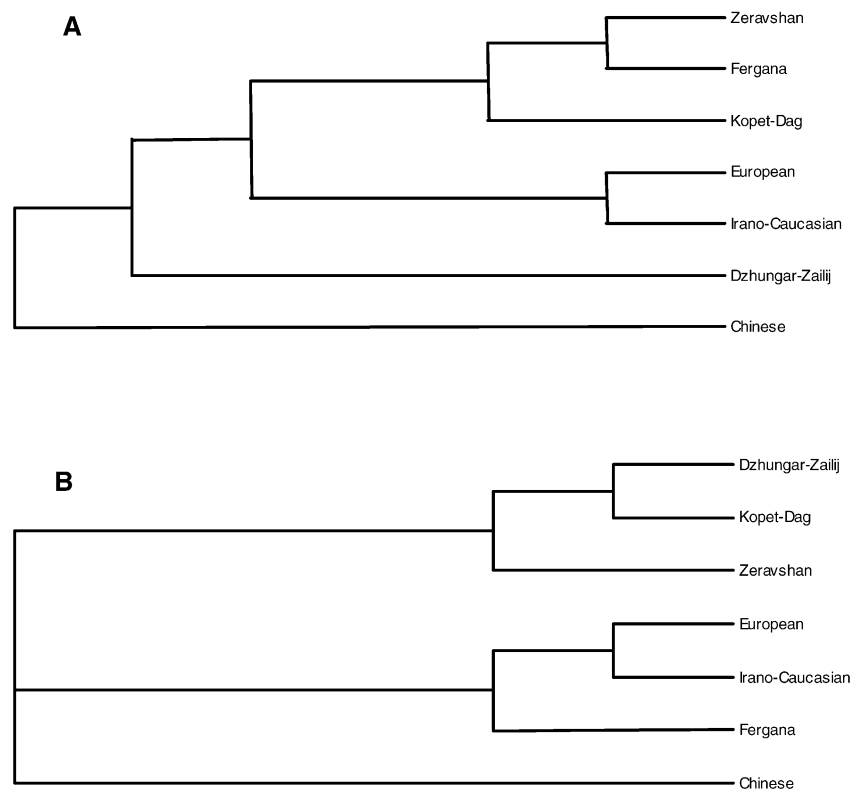 A
Zeravshan
Fergana
Kopet-Dag
European
Irano-Caucasian
Dzhungar-Zailij
Chinese
B
Dzhungar-Zailij
Kopet-Dag
Zeravshan
European
Irano-Caucasian
Fergana
Chinese